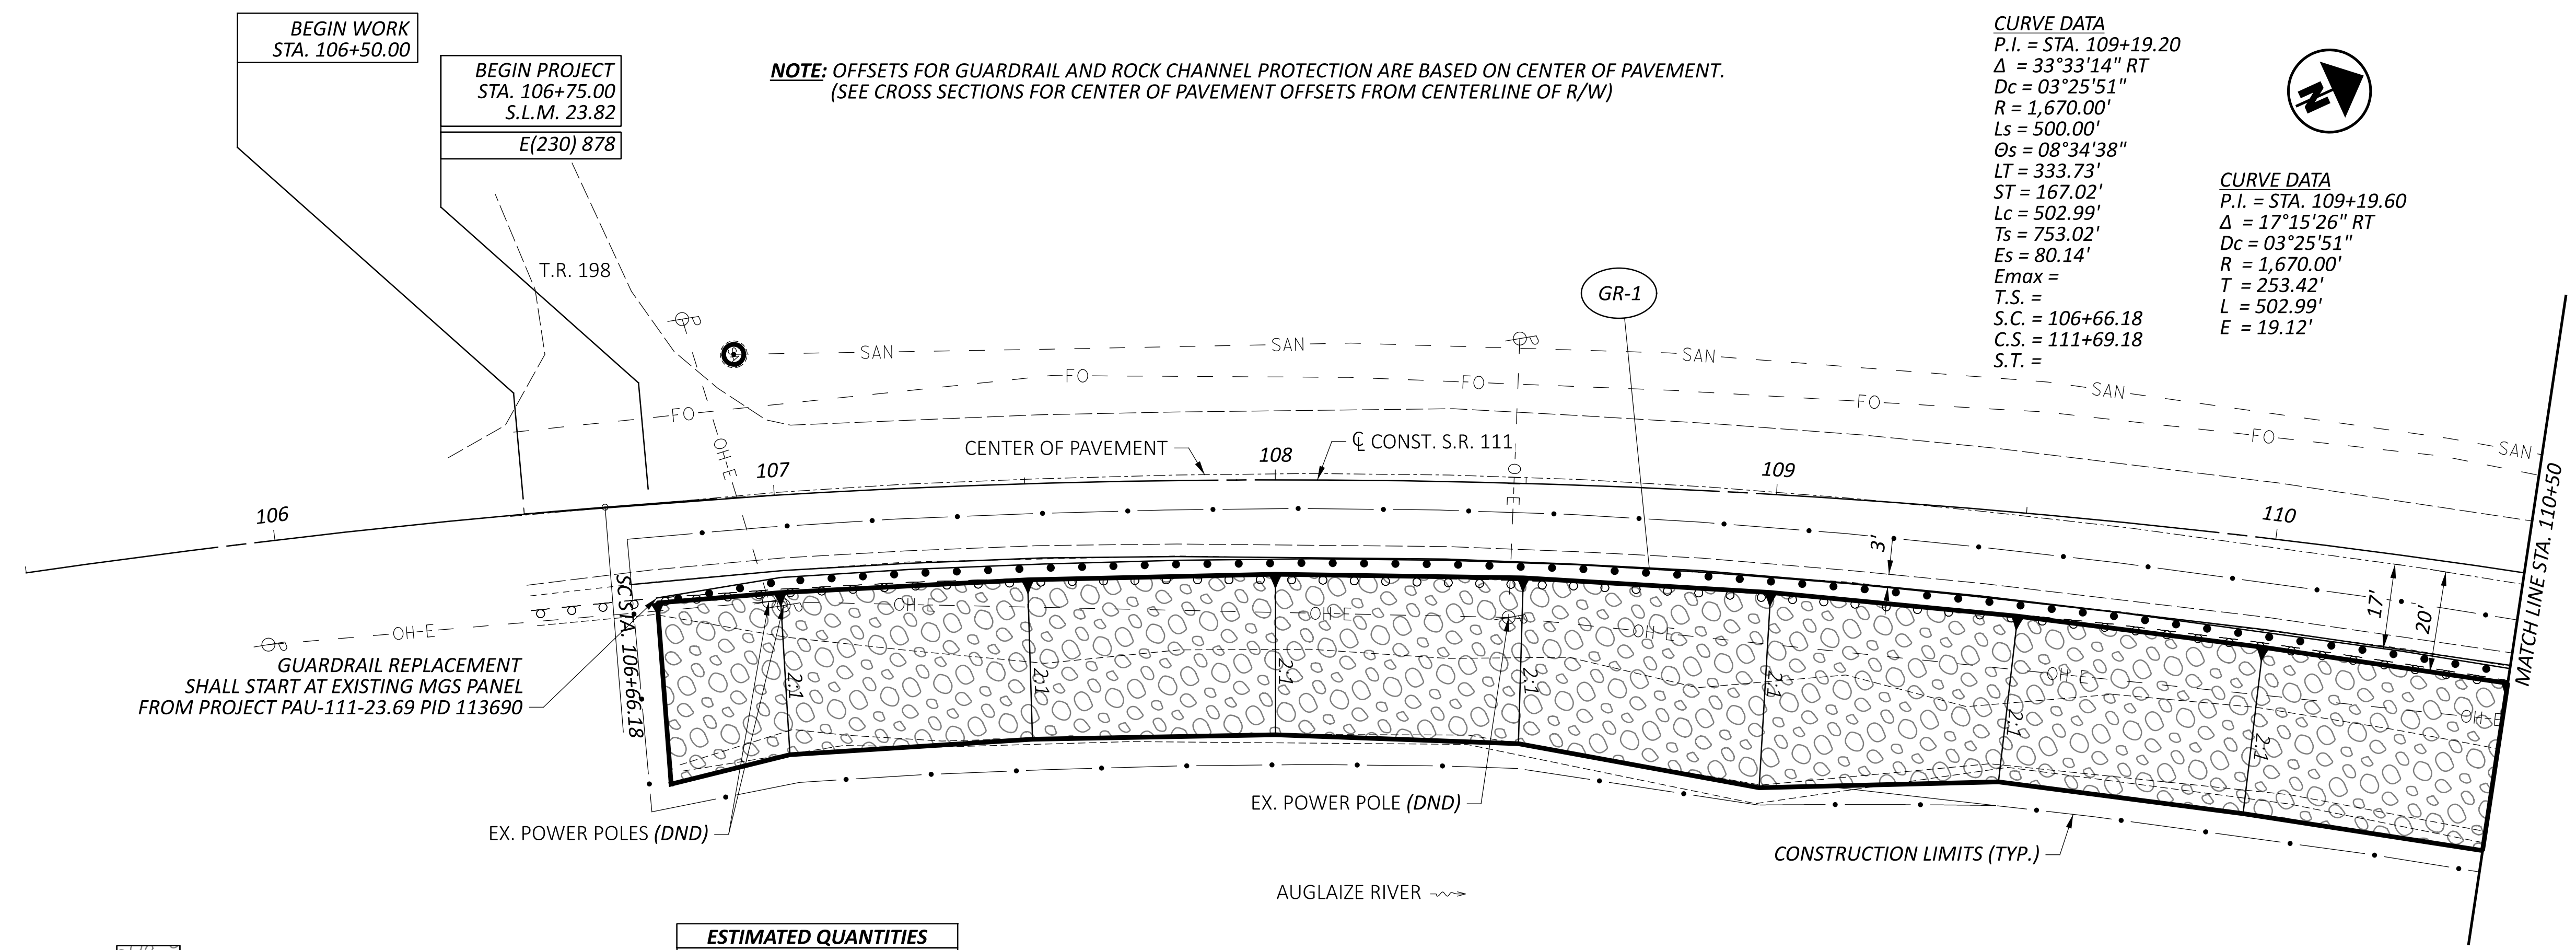 BEGIN WORK
STA. 106+50.00
BEGIN PROJECT
STA. 106+75.00
S.L.M. 23.82
E(230) 878
NOTE: OFFSETS FOR GUARDRAIL AND ROCK CHANNEL PROTECTION ARE BASED ON CENTER OF PAVEMENT.
(SEE CROSS SECTIONS FOR CENTER OF PAVEMENT OFFSETS FROM CENTERLINE OF R/W)
CURVE DATA
P.I. = STA. 109+19.20
Δ = 33°33'14" RT
Dc = 03°25'51"
R = 1,670.00'
Ls = 500.00'
Θs = 08°34'38"
LT = 333.73'
ST = 167.02'
Lc = 502.99'
Ts = 753.02'
Es = 80.14'
Emax =
T.S. =
S.C. = 106+66.18
C.S. = 111+69.18
S.T. =
N
CURVE DATA
P.I. = STA. 109+19.60
Δ = 17°15'26" RT
Dc = 03°25'51"
R = 1,670.00'
T = 253.42'
L = 502.99'
E = 19.12'
T.R. 198
GR-1
SAN
SAN
SAN
SAN
SAN
FO
FO
FO
FO
FO
OH-E
OH-E
CENTER OF PAVEMENT
℄ CONST. S.R. 111
106
107
108
109
110
3'
17'
20'
MATCH LINE STA. 110+50
SC STA. 106+66.18
OH-E
OH-E
OH-E
OH-E
OH-E
OH-E
GUARDRAIL REPLACEMENT
SHALL START AT EXISTING MGS PANEL
FROM PROJECT PAU-111-23.69 PID 113690
2:1
2:1
2:1
2:1
2:1
2:1
2:1
EX. POWER POLES (DND)
EX. POWER POLE (DND)
CONSTRUCTION LIMITS (TYP.)
AUGLAIZE RIVER
ESTIMATED QUANTITIES